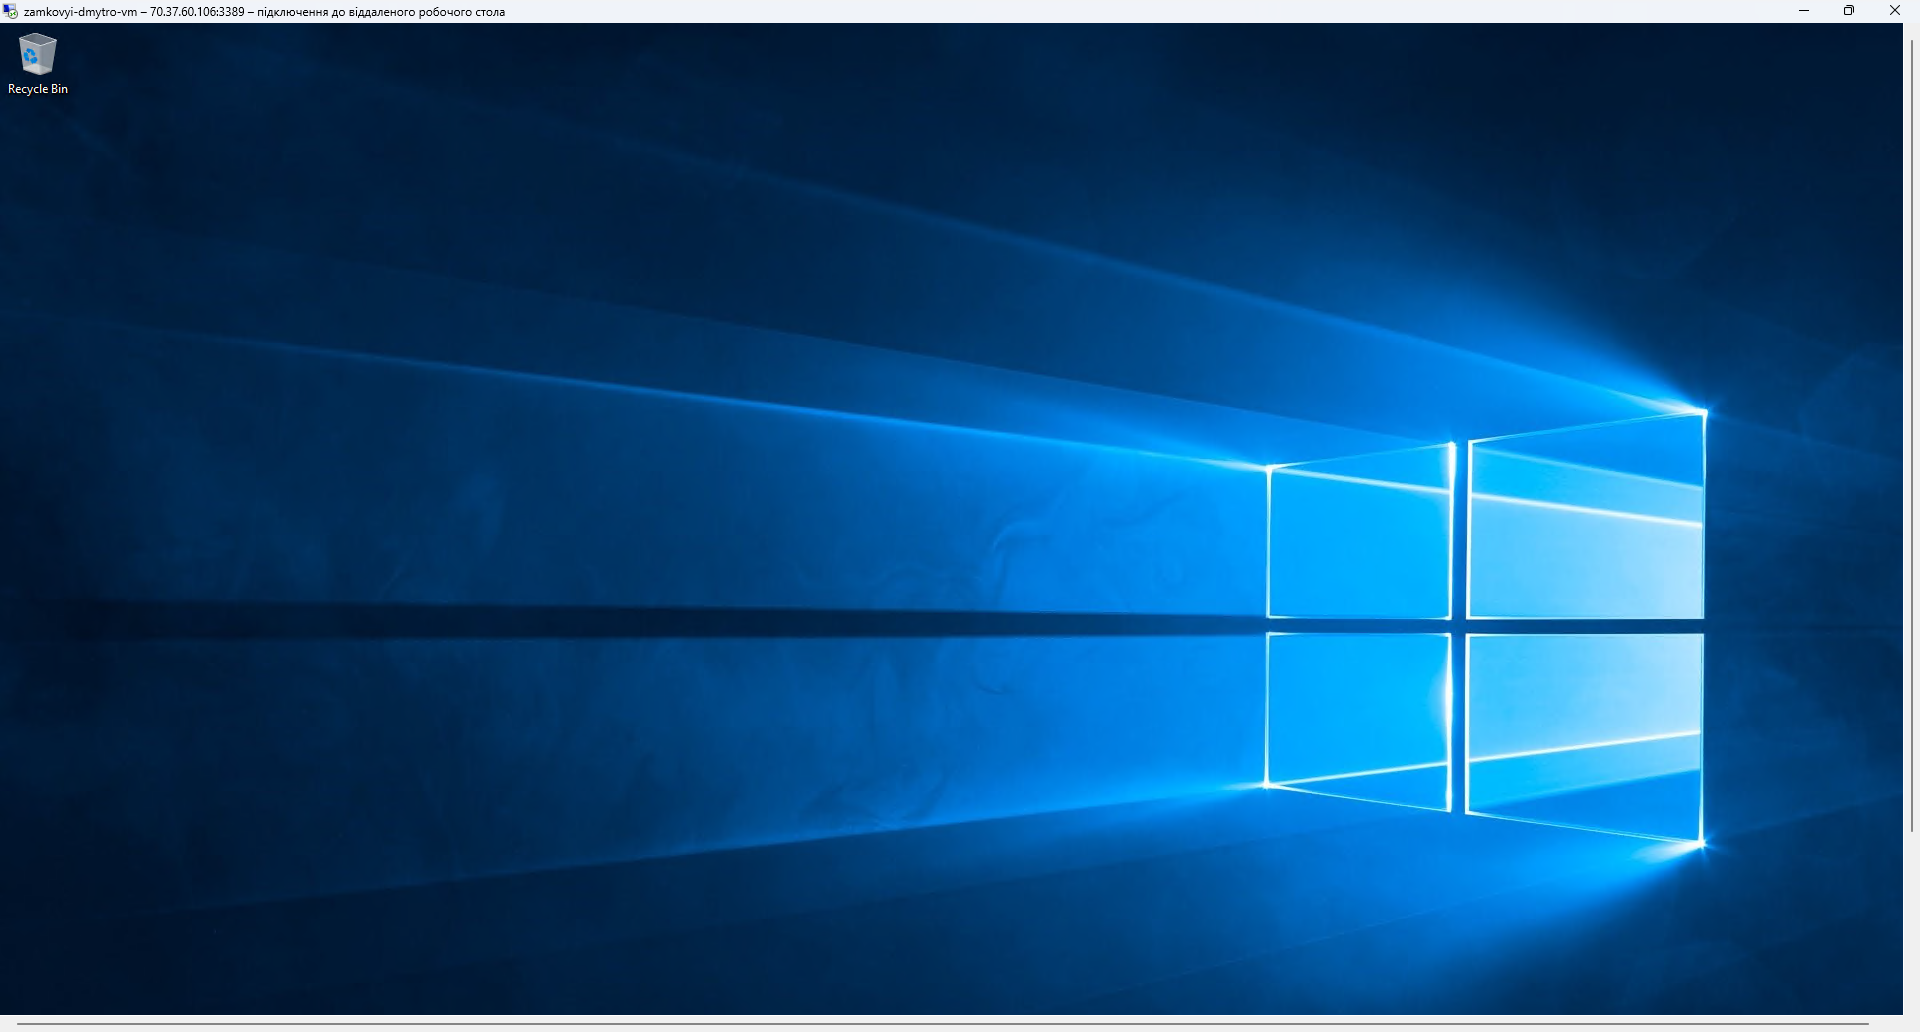 zamkovyi-dmytro-vm – 70.37.60.106:3389 – підключення до віддаленого робочого стола
Recycle Bin